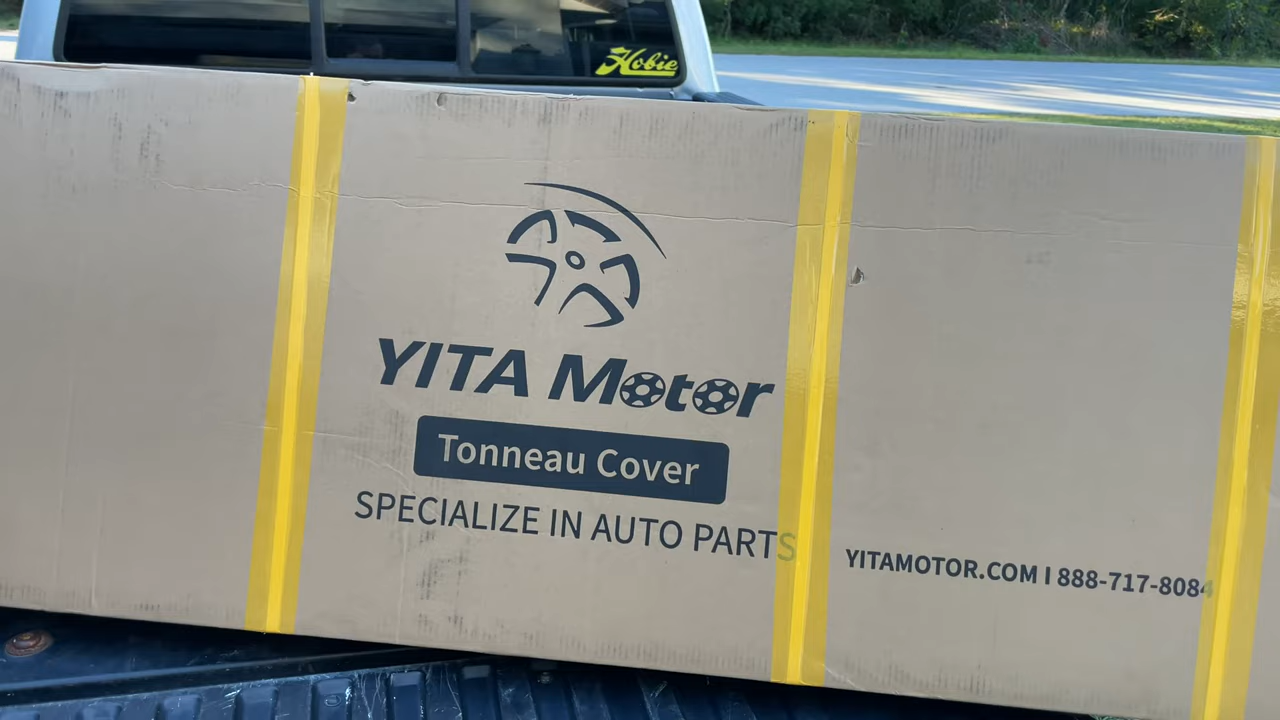 Hobie
YITA Motor
Tonneau Cover
SPECIALIZE IN AUTO PARTS
YITAMOTOR.COM I 888-717-8084